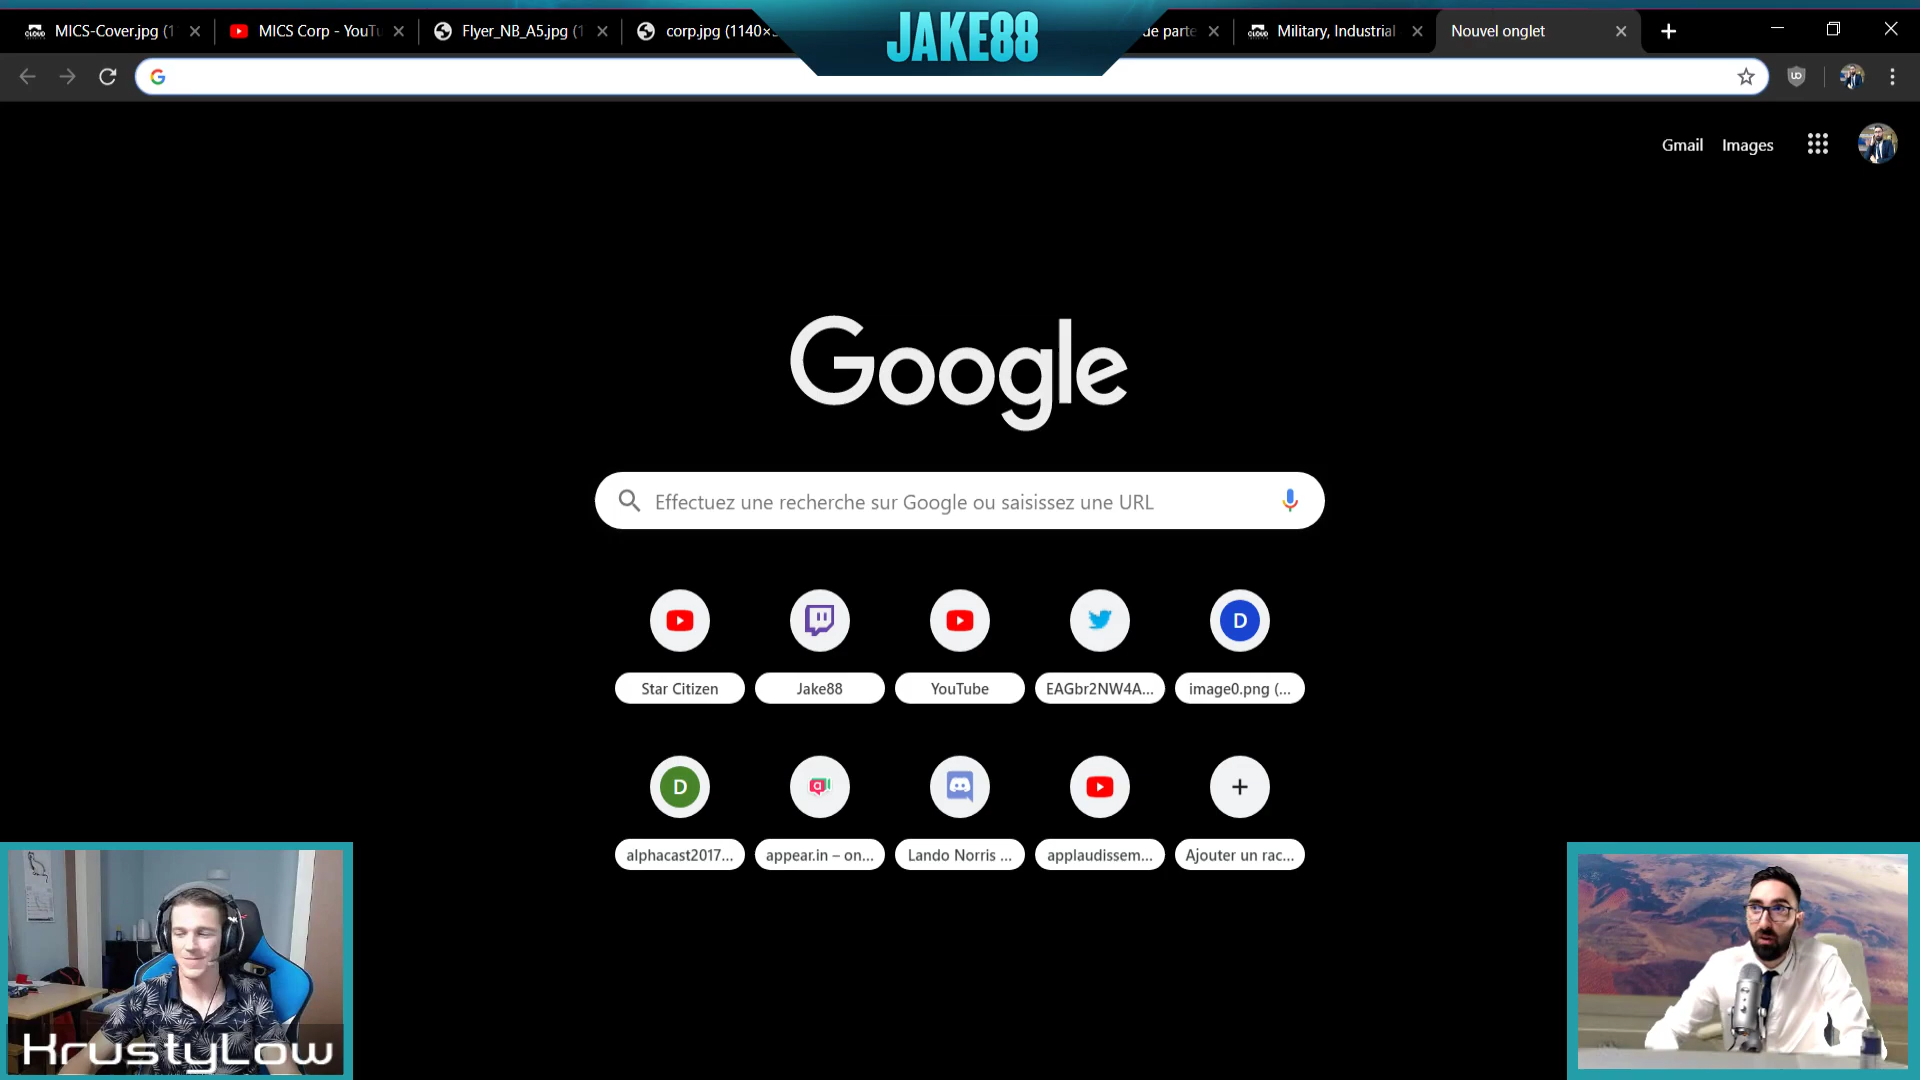 MICS-Cover.jpg (1
MICS Corp - YouTu
Flyer_NB_A5.jpg (1
corp.jpg (1140×
JAKE88
de parte
Military, Industrial
Nouvel onglet
Gmail
Images
Google
Effectuez une recherche sur Google ou saisissez une URL
Star Citizen
Jake88
YouTube
EAGbr2NW4A...
D
image0.png (...
D
alphacast2017...
appear.in – on...
Lando Norris ...
applaudissem...
Ajouter un rac...
KrustyLow